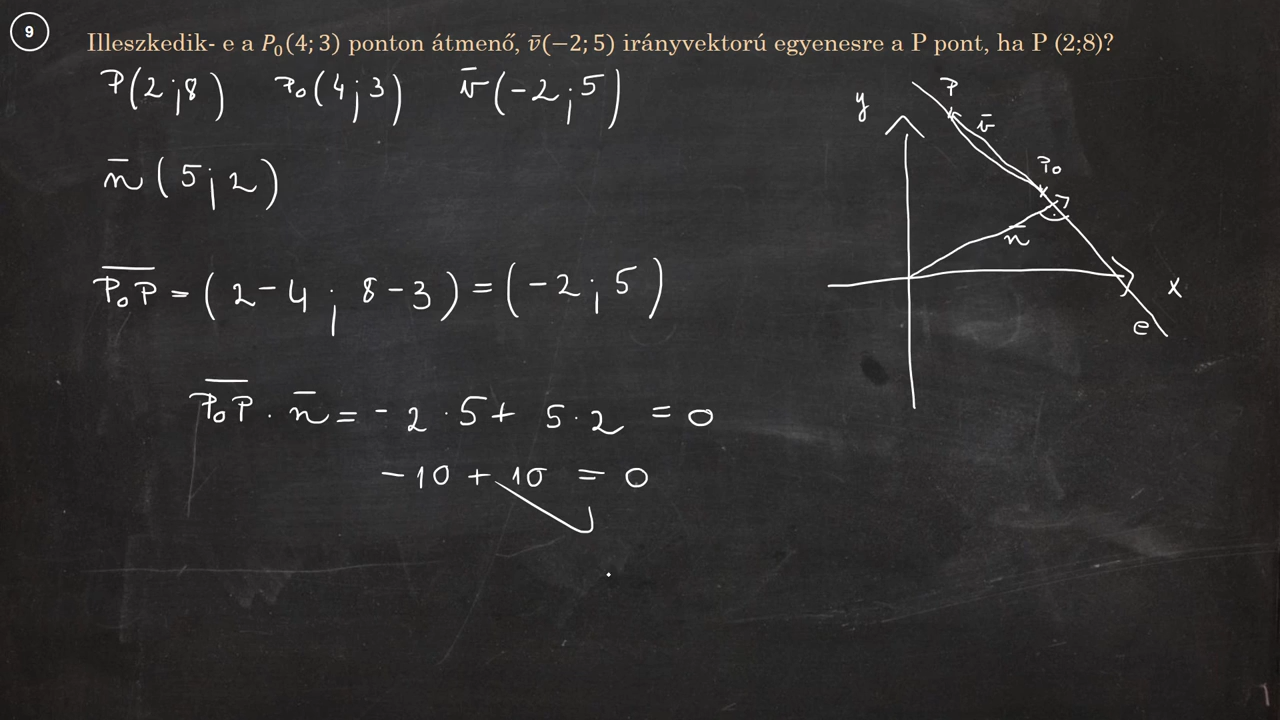 9
Illeszkedik- e a P₀(4; 3) ponton átmenő, v̄(−2; 5) irányvektorú egyenesre a P pont, ha P (2;8)?
P(2;8) P₀(4;3) v̄(-2;5)
n̄(5;2)
P₀P = (2-4; 8-3) = (-2;5)
P₀P · n̄ = -2·5 + 5·2 = 0
-10 + 10 = 0
y
P
v̄
P₀
n̄
x
e